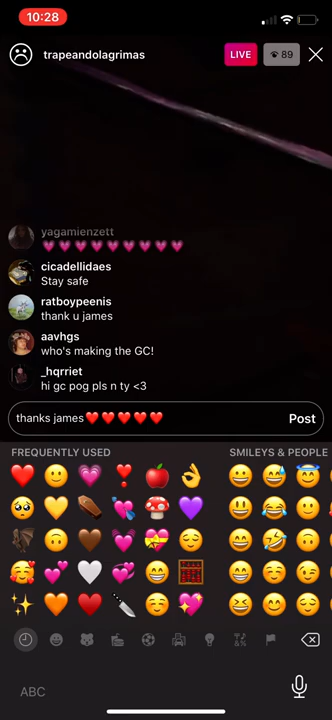 10:28
trapeandolagrimas
LIVE
89
yagamienzett
💗💗💗💗💗💗💗💗💗
cicadellidaes
Stay safe
ratboypeenis
thank u james
aavhgs
who's making the GC!
_hqrriet
hi gc pog pls n ty <3
thanks james❤️❤️❤️❤️❤️
Post
FREQUENTLY USED
SMILEYS & PEOPLE
ABC